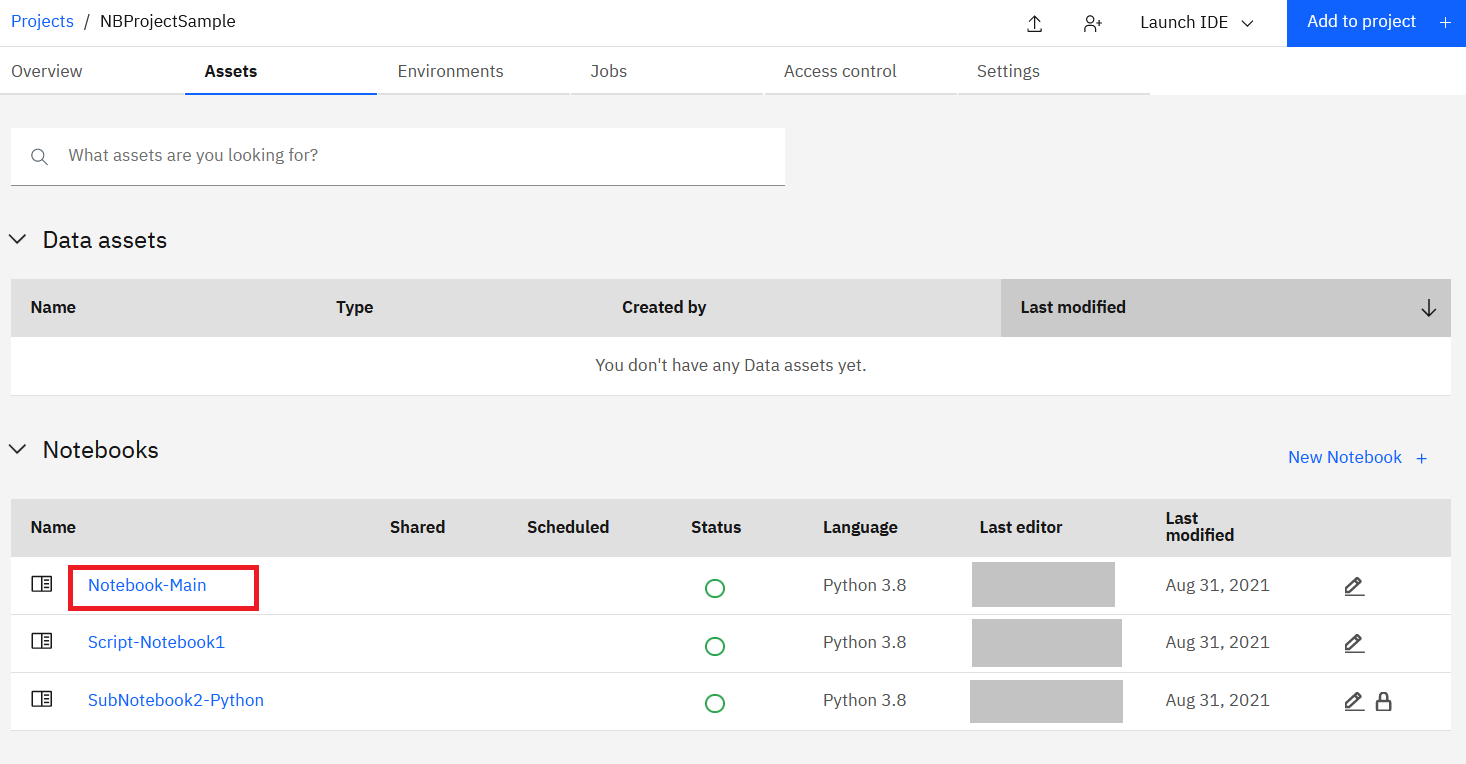 Projects / NBProjectSample
Launch IDE
Add to project +
Overview
Assets
Environments
Jobs
Access control
Settings
What assets are you looking for?
Data assets
Name
Type
Created by
Last modified
You don't have any Data assets yet.
Notebooks
New Notebook +
Name
Shared
Scheduled
Status
Language
Last editor
Last
modified
Notebook-Main
Python 3.8
Aug 31, 2021
Script-Notebook1
Python 3.8
Aug 31, 2021
SubNotebook2-Python
Python 3.8
Aug 31, 2021